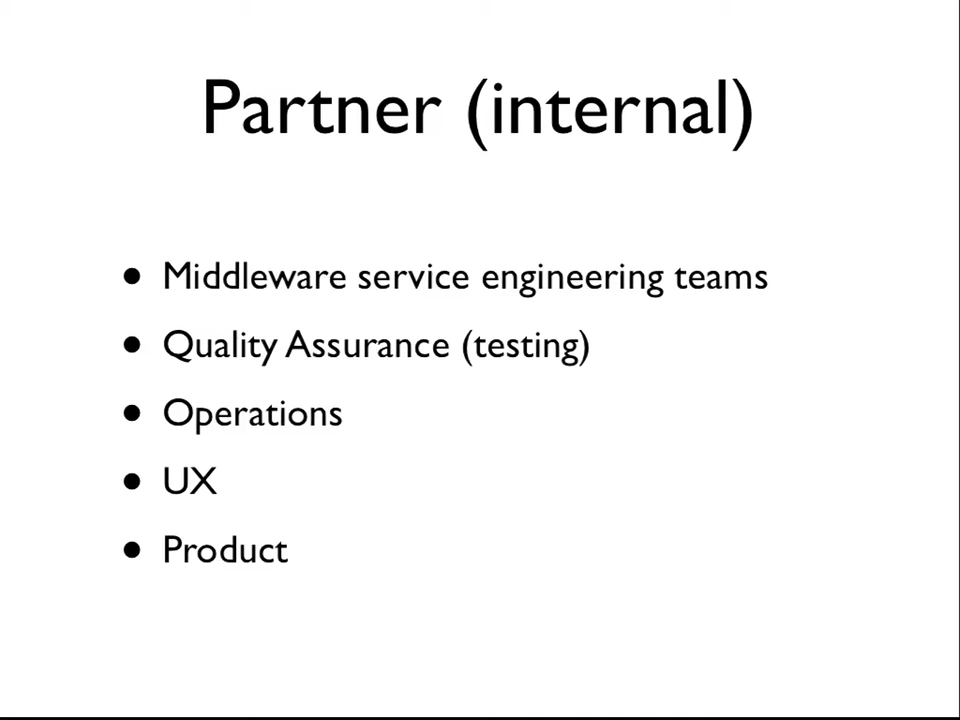 Partner (internal)
• Middleware service engineering teams
• Quality Assurance (testing)
• Operations
• UX
• Product